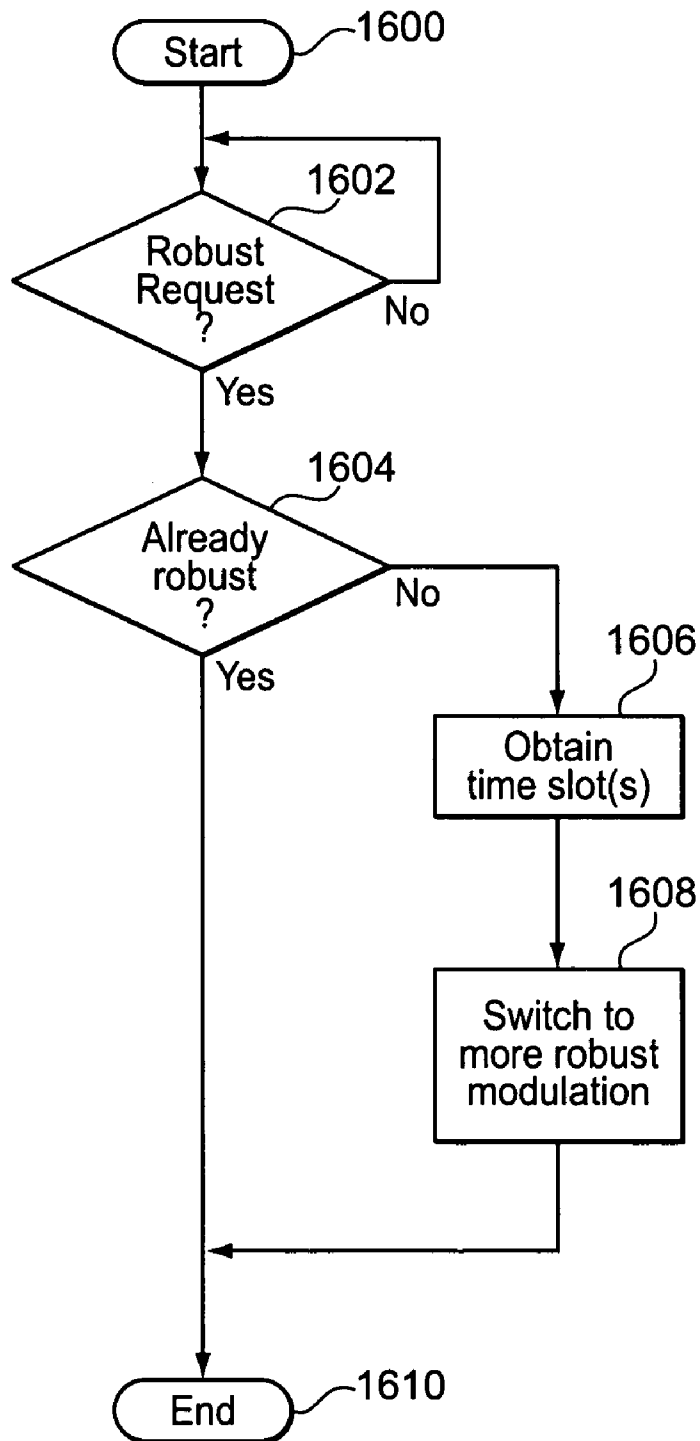 Start
1600
1602
Robust
Request
?
No
Yes
1604
Already
robust
?
No
Yes
1606
Obtain
time slot(s)
1608
Switch to
more robust
modulation
End
1610